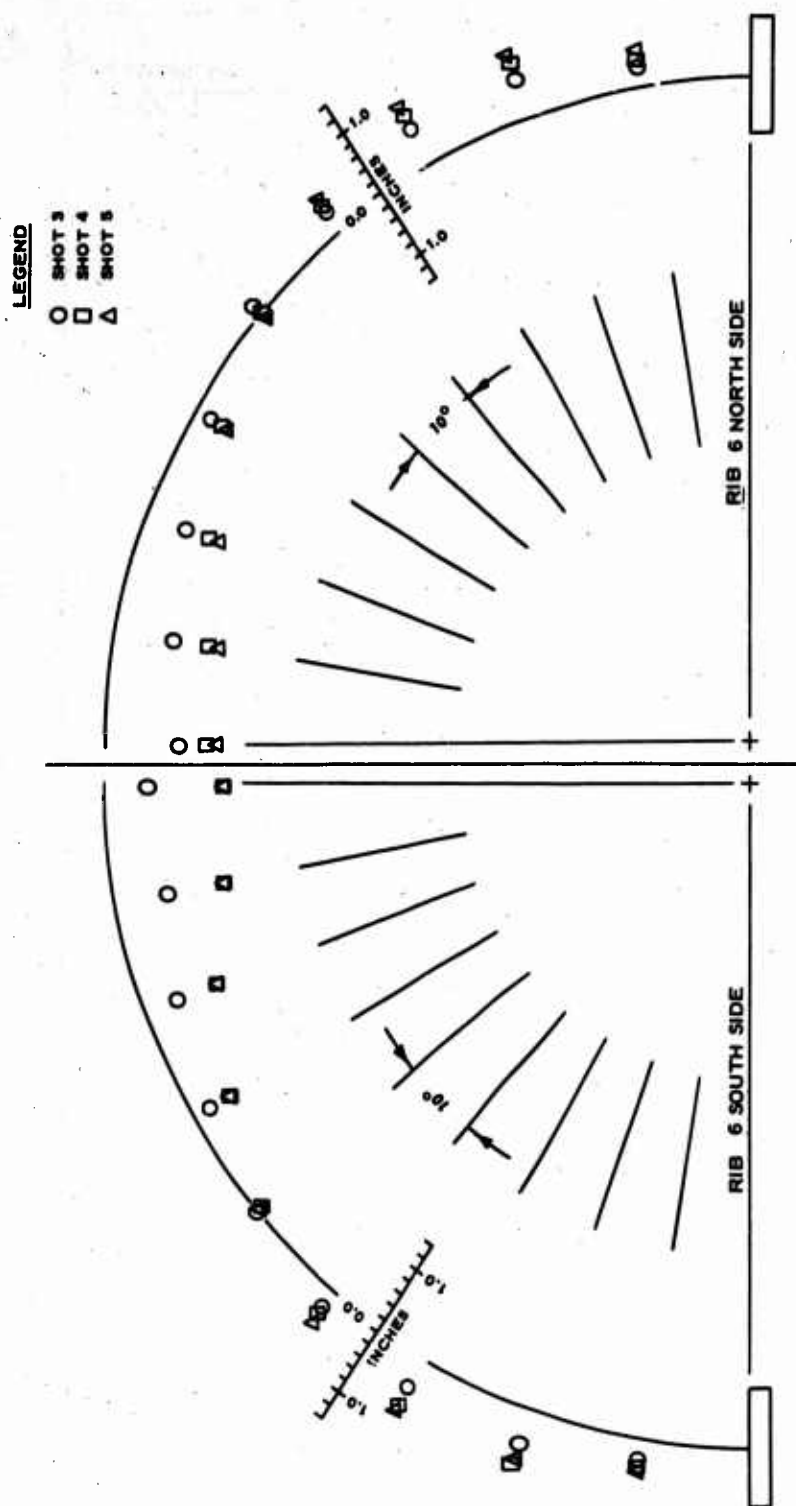 LEGEND
SHOT 3
SHOT 4
SHOT 5
1.0
INCHES
0.0
1.0
10°
RIB 6 NORTH SIDE
1.0
INCHES
0.0
1.0
10°
RIB 6 SOUTH SIDE